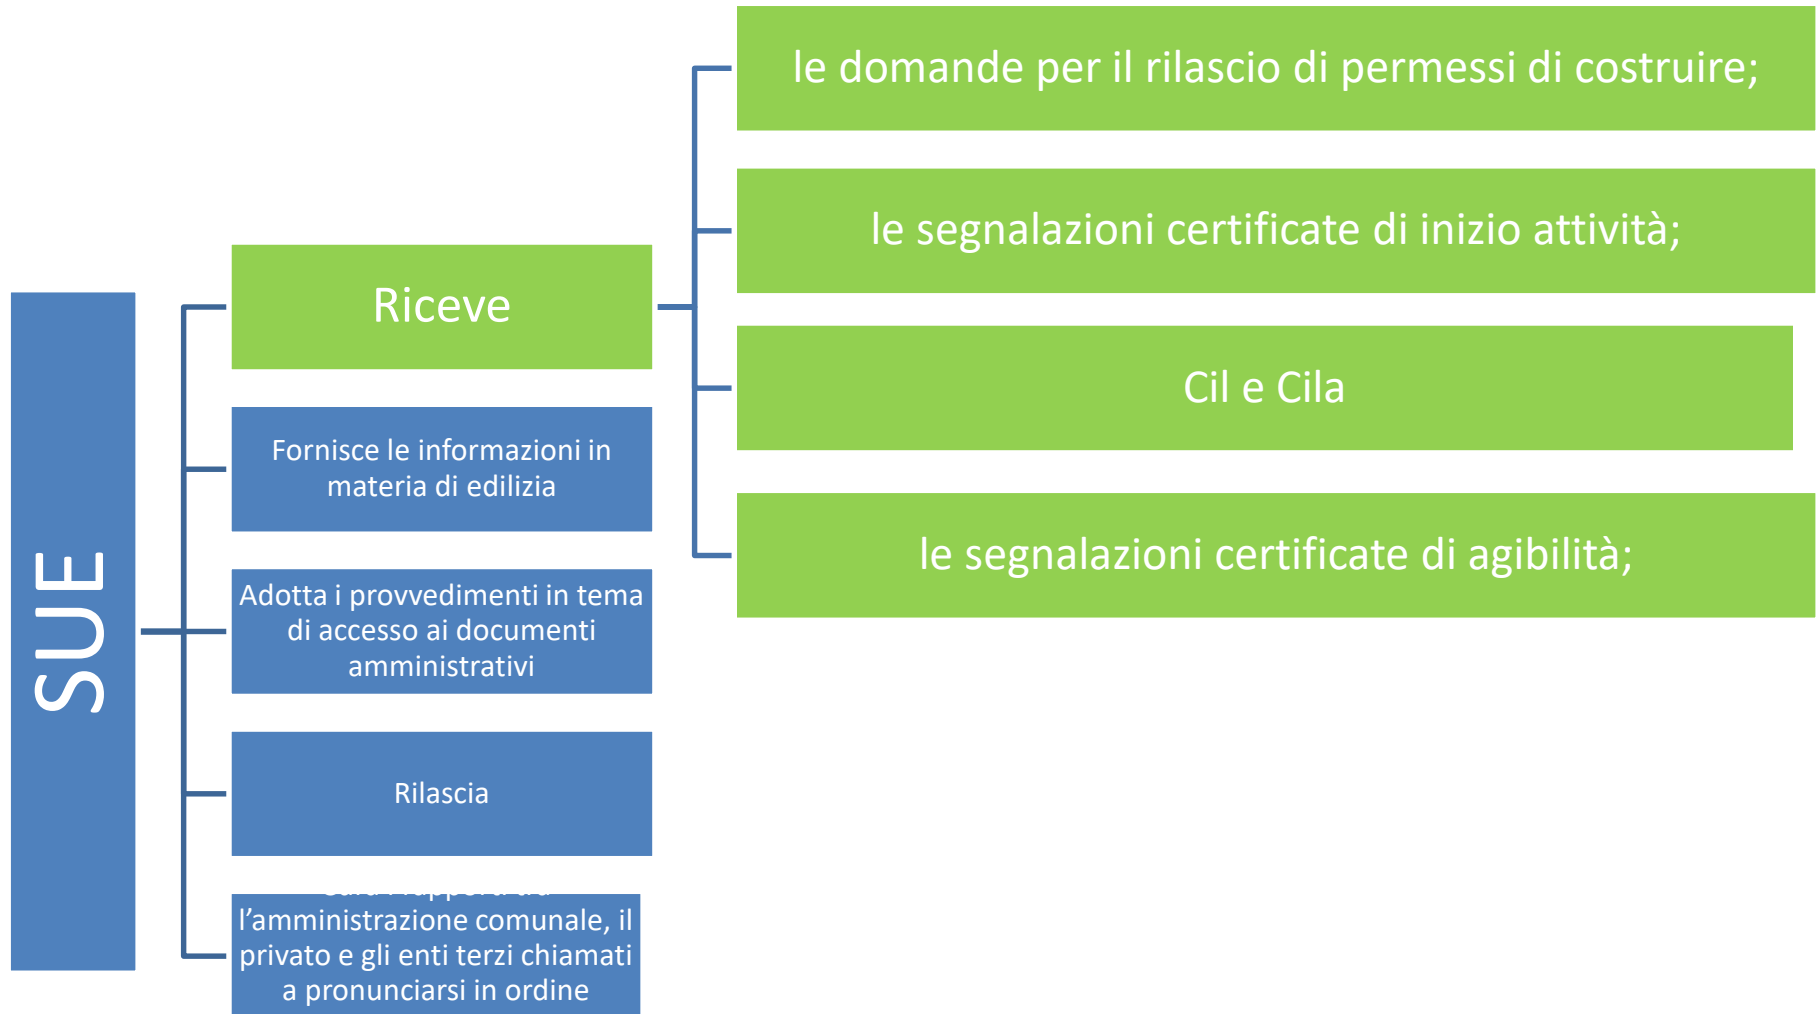 SUE
Riceve
Fornisce le informazioni in
materia di edilizia
Adotta i provvedimenti in tema
di accesso ai documenti
amministrativi
Rilascia
l’amministrazione comunale, il
privato e gli enti terzi chiamati
a pronunciarsi in ordine
le domande per il rilascio di permessi di costruire;
le segnalazioni certificate di inizio attività;
Cil e Cila
le segnalazioni certificate di agibilità;